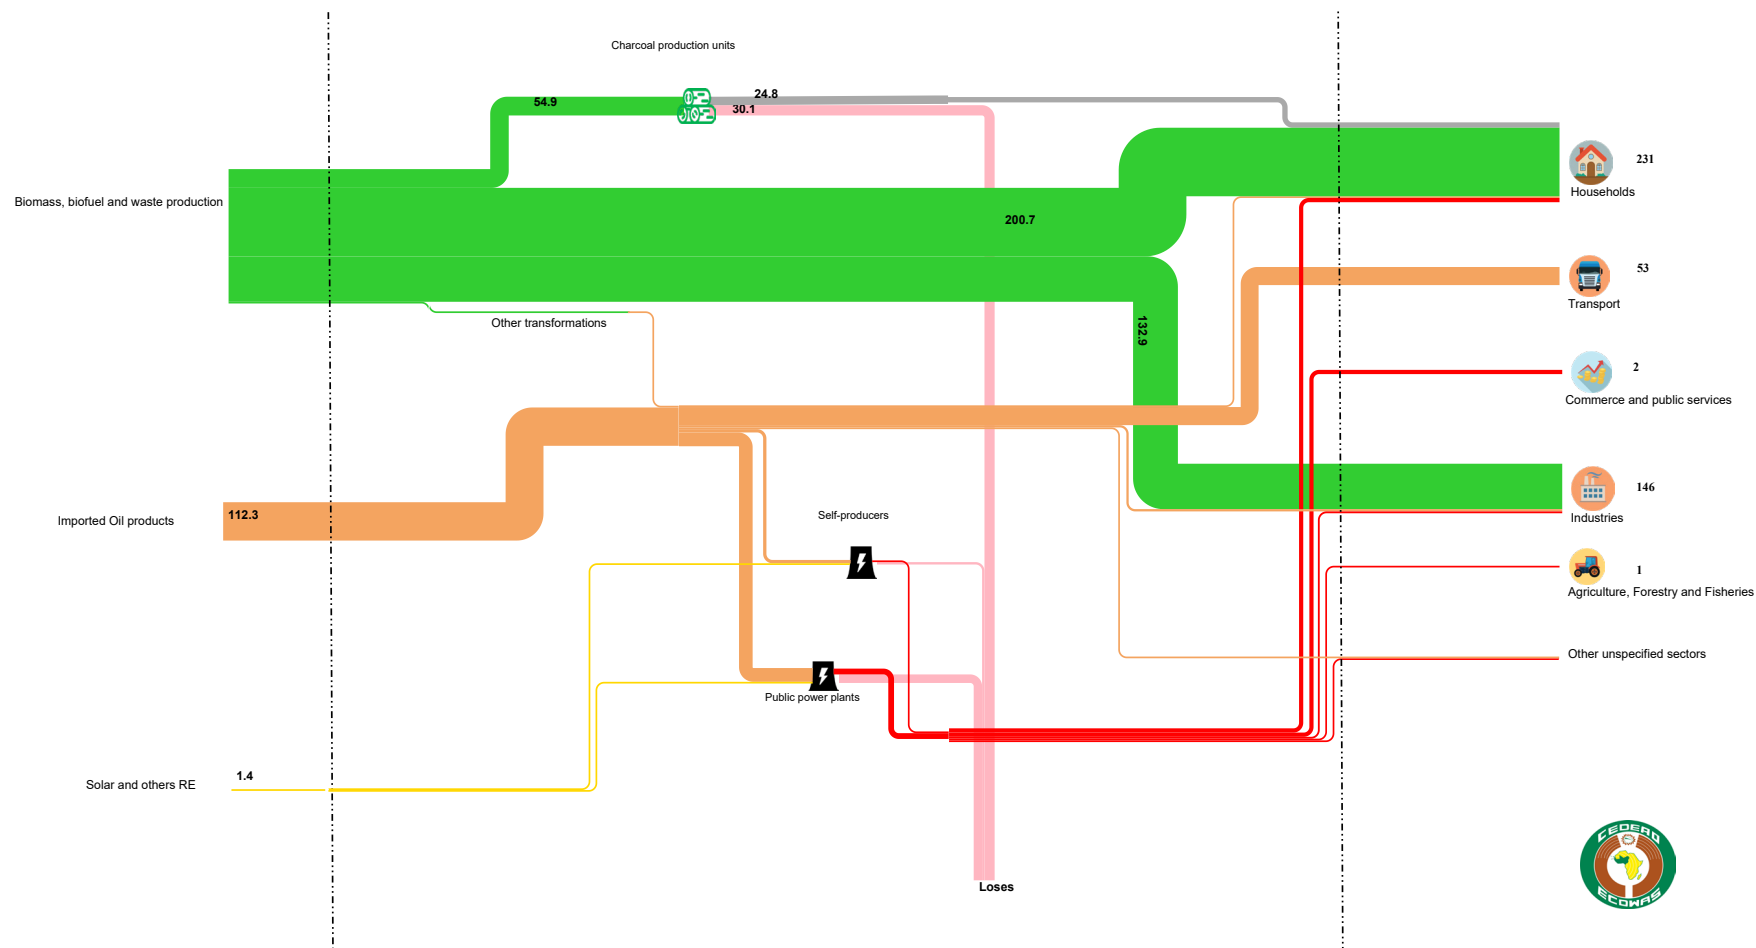 Charcoal production units
54.9
24.8
30.1
Biomass, biofuel and waste production
200.7
231
Households
53
Transport
Other transformations
132.9
2
Commerce and public services
112.3
Imported Oil products
Self-producers
146
Industries
1
Agriculture, Forestry and Fisheries
Other unspecified sectors
Public power plants
1.4
Solar and others RE
Loses
CEDEAO
ECOWAS